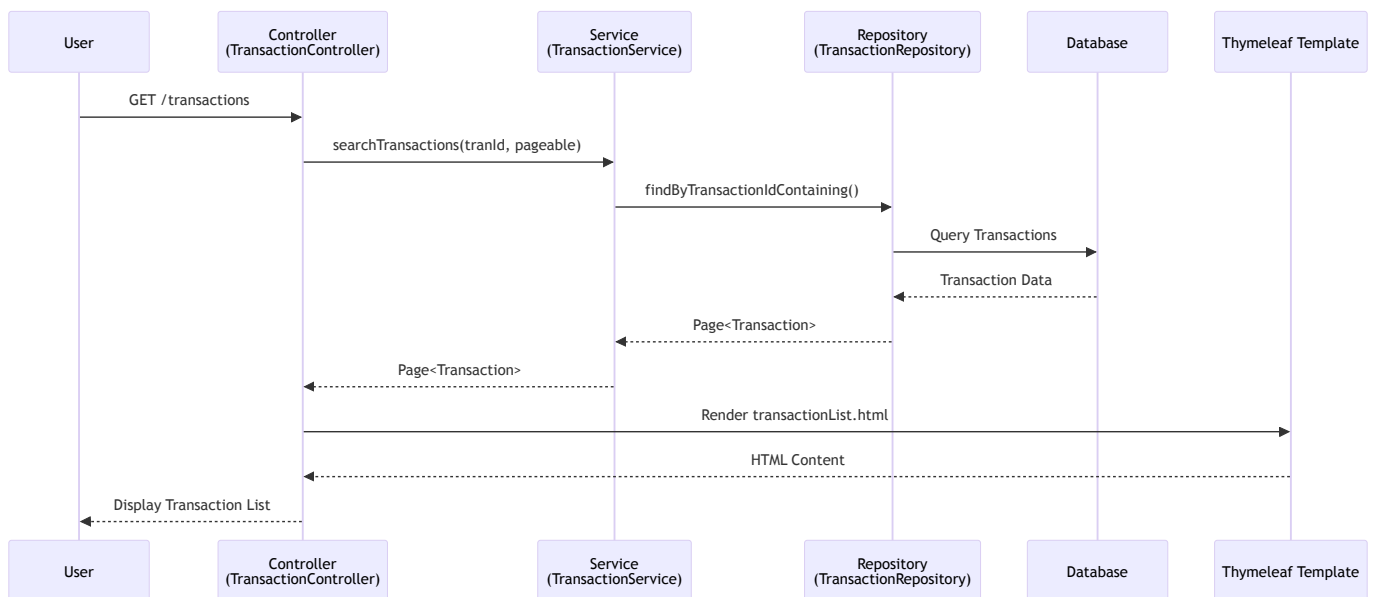 User
Controller
(TransactionController)
Service
(TransactionService)
Repository
(TransactionRepository)
Database
Thymeleaf Template
GET /transactions
searchTransactions(tranId, pageable)
findByTransactionIdContaining()
Query Transactions
Transaction Data
Page<Transaction>
Page<Transaction>
Render transactionList.html
HTML Content
Display Transaction List
User
Controller
(TransactionController)
Service
(TransactionService)
Repository
(TransactionRepository)
Database
Thymeleaf Template